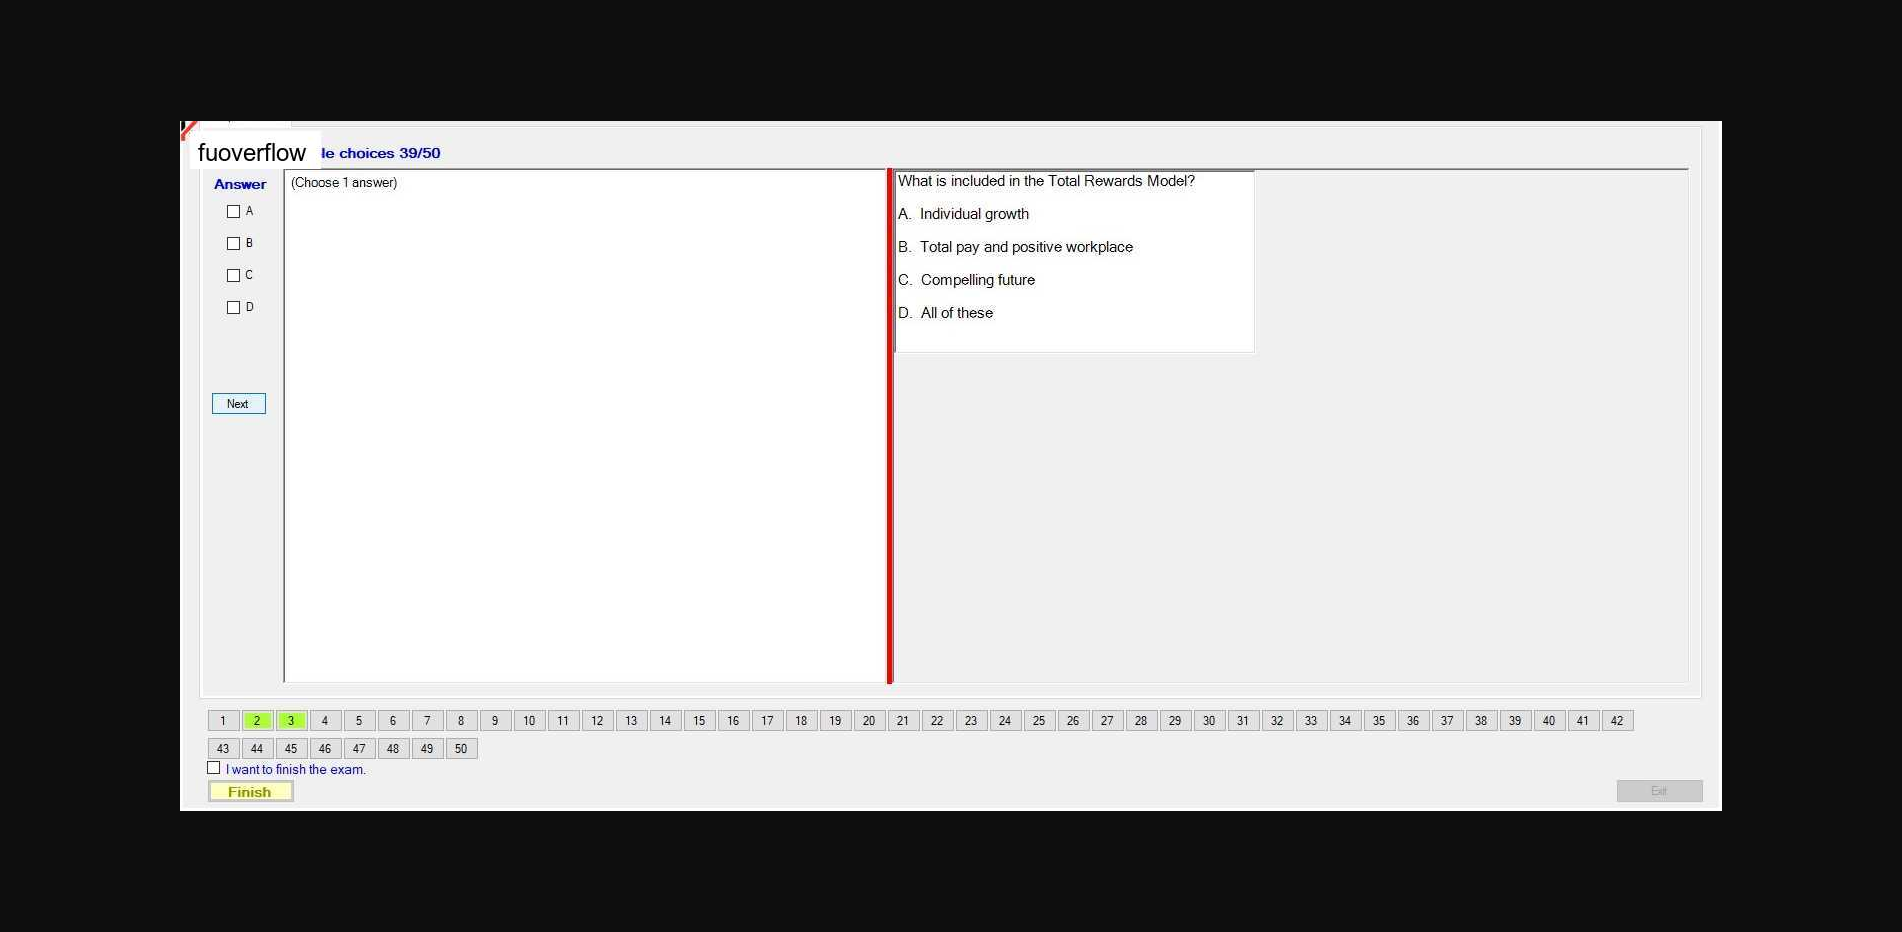 fuoverflow le choices 39/50
Answer
(Choose 1 answer)
A
B
C
D
Next
What is included in the Total Rewards Model?
A. Individual growth
B. Total pay and positive workplace
C. Compelling future
D. All of these
1 2 3 4 5 6 7 8 9 10 11 12 13 14 15 16 17 18 19 20 21 22 23 24 25 26 27 28 29 30 31 32 33 34 35 36 37 38 39 40 41 42
43 44 45 46 47 48 49 50
I want to finish the exam.
Finish
Exit